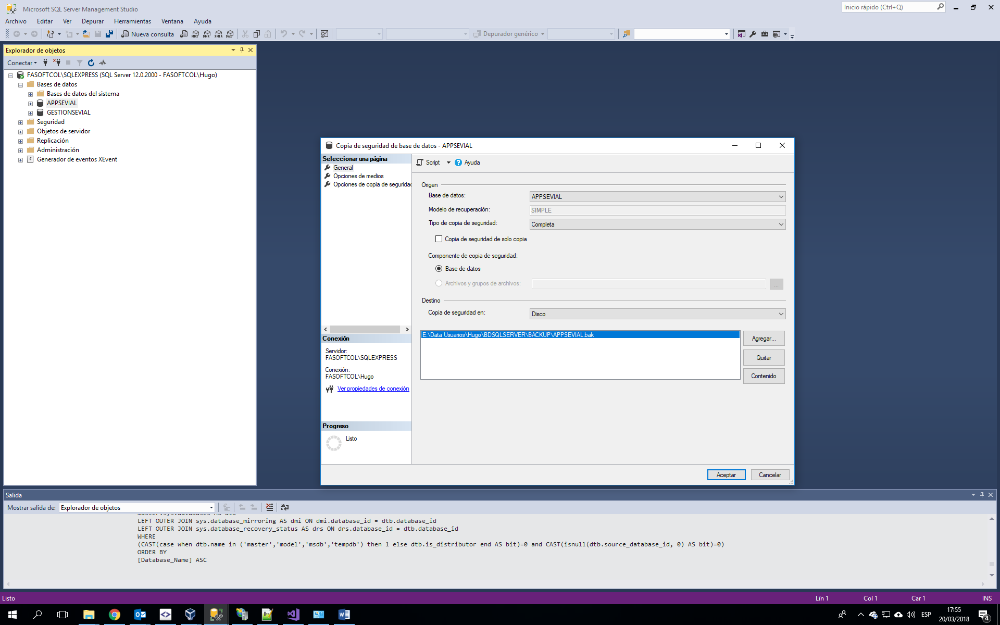 Microsoft SQL Server Management Studio
Inicio rápido (Ctrl+Q)
Archivo Editar Ver Depurar Herramientas Ventana Ayuda
Nueva consulta
MDX DMX XMLA DAX
Depurador genérico
Explorador de objetos
Conectar
FASOFTCOL\SQLEXPRESS (SQL Server 12.0.2000 - FASOFTCOL\Hugo)
Bases de datos
Bases de datos del sistema
APPSEVIAL
GESTIONSEVIAL
Seguridad
Objetos de servidor
Replicación
Administración
Generador de eventos XEvent
Copia de seguridad de base de datos - APPSEVIAL
Seleccionar una página
General
Opciones de medios
Opciones de copia de seguridad
Script Ayuda
Origen
Base de datos: APPSEVIAL
Modelo de recuperación: SIMPLE
Tipo de copia de seguridad: Completa
Copia de seguridad de solo copia
Componente de copia de seguridad:
Base de datos
Archivos y grupos de archivos: ...
Destino
Copia de seguridad en: Disco
E:\Data Usuarios\Hugo\BDSQLSERVER\BACKUP\APPSEVIAL.bak
Agregar...
Quitar
Contenido
Conexión
Servidor:
FASOFTCOL\SQLEXPRESS
Conexión:
FASOFTCOL\Hugo
Ver propiedades de conexión
Progreso
Listo
Aceptar Cancelar
Salida
Mostrar salida de: Explorador de objetos
master.sys.databases AS dtb
LEFT OUTER JOIN sys.database_mirroring AS dmi ON dmi.database_id = dtb.database_id
LEFT OUTER JOIN sys.database_recovery_status AS drs ON drs.database_id = dtb.database_id
WHERE
(CAST(case when dtb.name in ('master','model','msdb','tempdb') then 1 else dtb.is_distributor end AS bit)=0 and CAST(isnull(dtb.source_database_id, 0) AS bit)=0)
ORDER BY
[Database_Name] ASC
Listo Lín 1 Col 1 Car 1 INS
ESP
17:55
20/03/2018
4